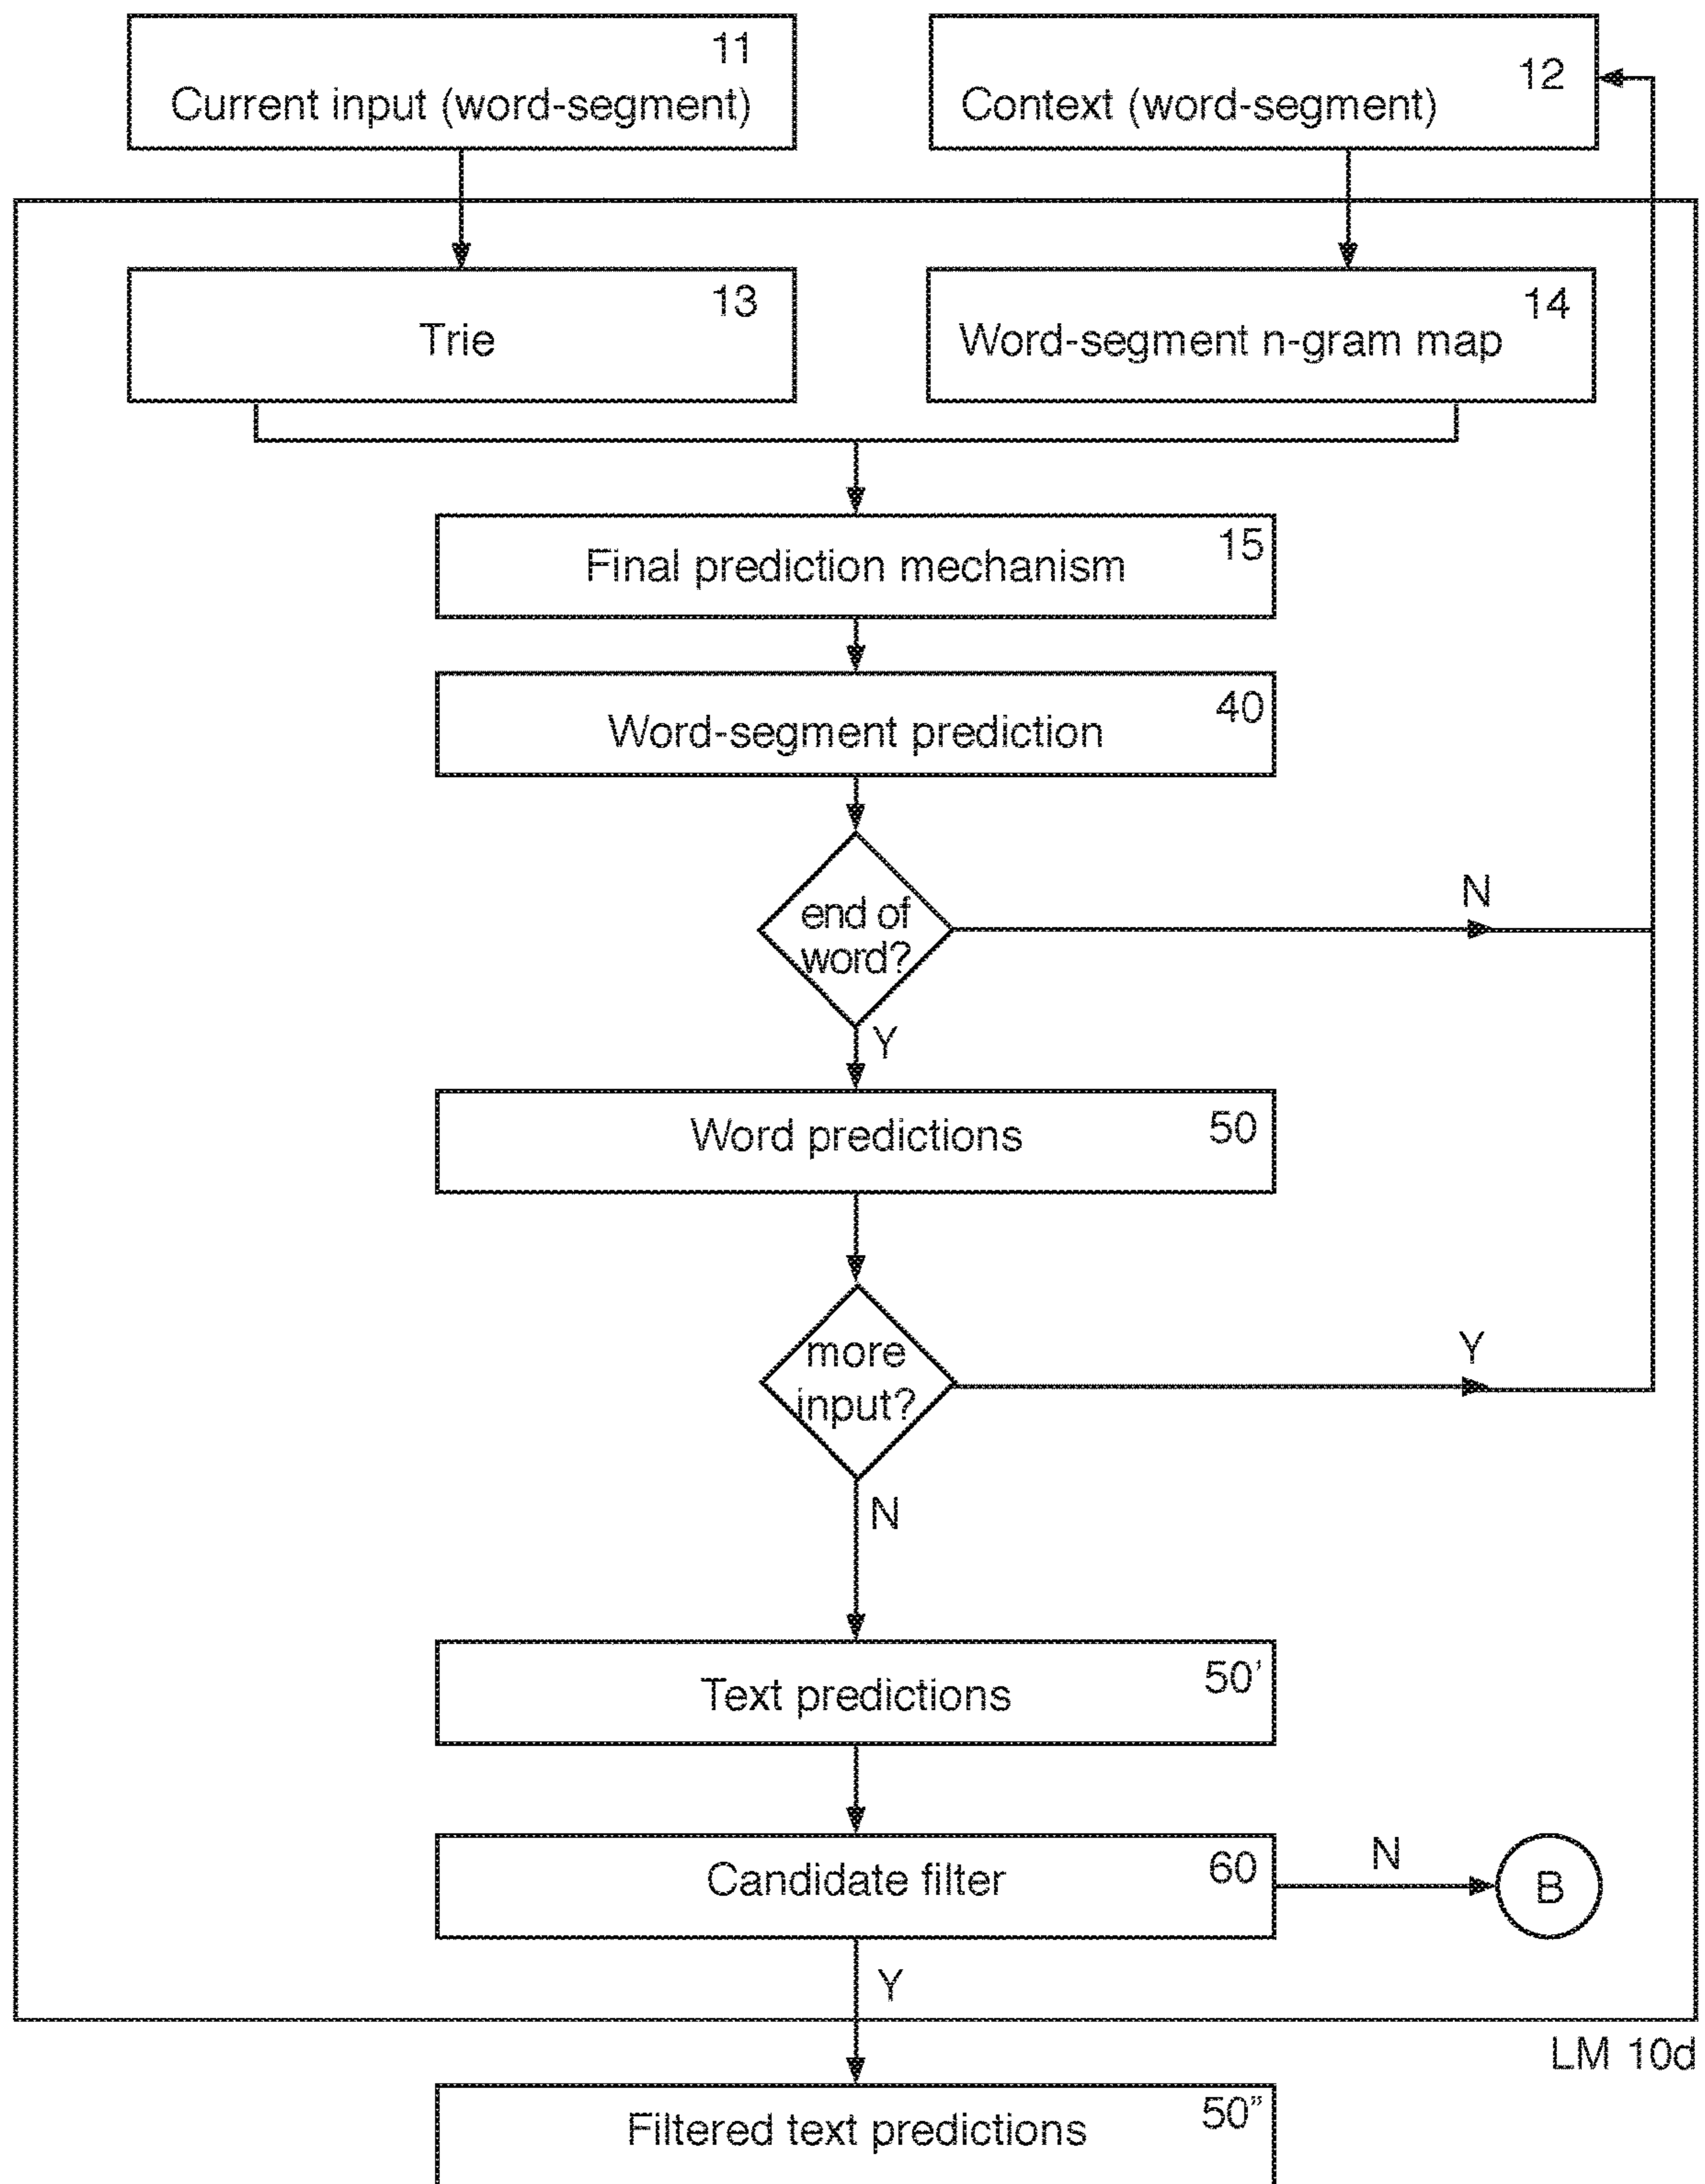 11
Current input (word-segment)
12
Context (word-segment)
13
Trie
14
Word-segment n-gram map
15
Final prediction mechanism
40
Word-segment prediction
end of
word?
N
Y
50
Word predictions
more
input?
Y
N
50'
Text predictions
60
Candidate filter
N
B
Y
LM 10d
50"
Filtered text predictions